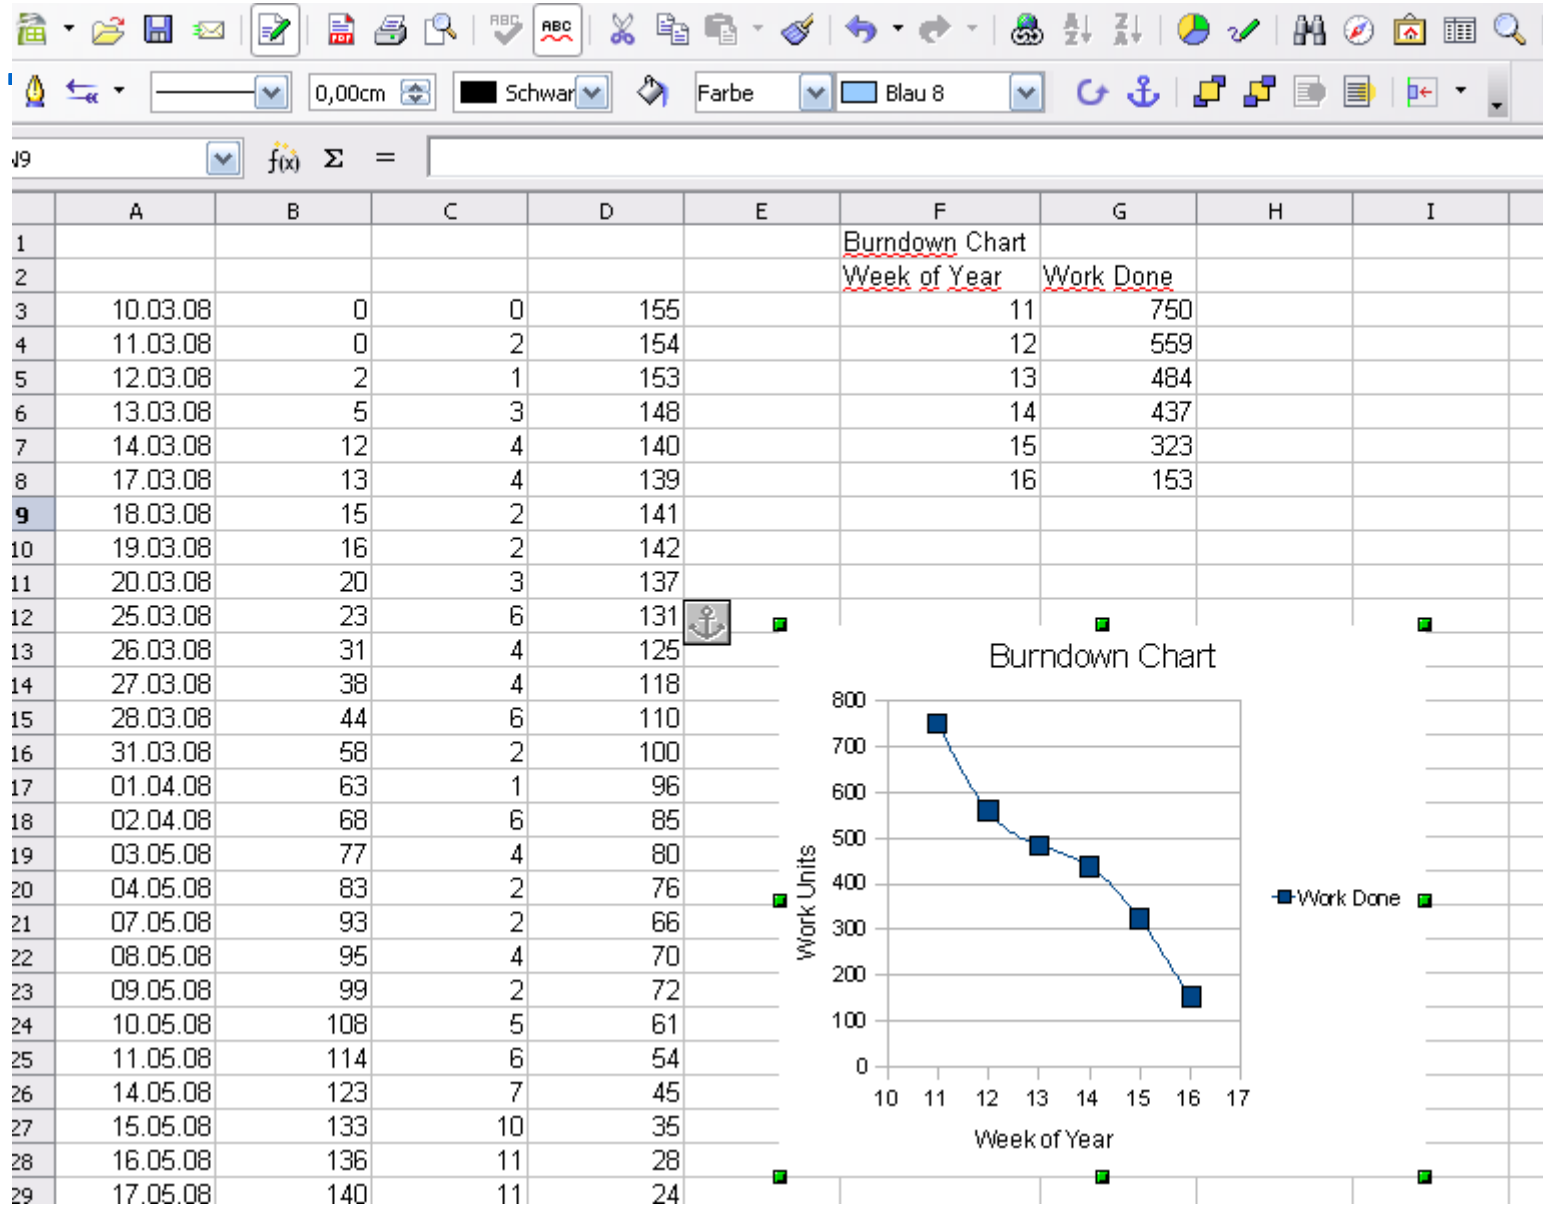 PDF ABC ABC
0,00cm Schwar Farbe Blau 8
f(x) Σ =
A B C D E F G H I
1 Burndown Chart
2 Week of Year Work Done
3 10.03.08 0 0 155 11 750
4 11.03.08 0 2 154 12 559
5 12.03.08 2 1 153 13 484
6 13.03.08 5 3 148 14 437
7 14.03.08 12 4 140 15 323
8 17.03.08 13 4 139 16 153
9 18.03.08 15 2 141
10 19.03.08 16 2 142
11 20.03.08 20 3 137
12 25.03.08 23 6 131
13 26.03.08 31 4 125
14 27.03.08 38 4 118
15 28.03.08 44 6 110
16 31.03.08 58 2 100
17 01.04.08 63 1 96
18 02.04.08 68 6 85
19 03.05.08 77 4 80
20 04.05.08 83 2 76
21 07.05.08 93 2 66
22 08.05.08 95 4 70
23 09.05.08 99 2 72
24 10.05.08 108 5 61
25 11.05.08 114 6 54
26 14.05.08 123 7 45
27 15.05.08 133 10 35
28 16.05.08 136 11 28
29 17.05.08 140 11 24
Burndown Chart
800
700
600
500
400
300
200
100
0
10 11 12 13 14 15 16 17
Work Units
Week of Year
Work Done